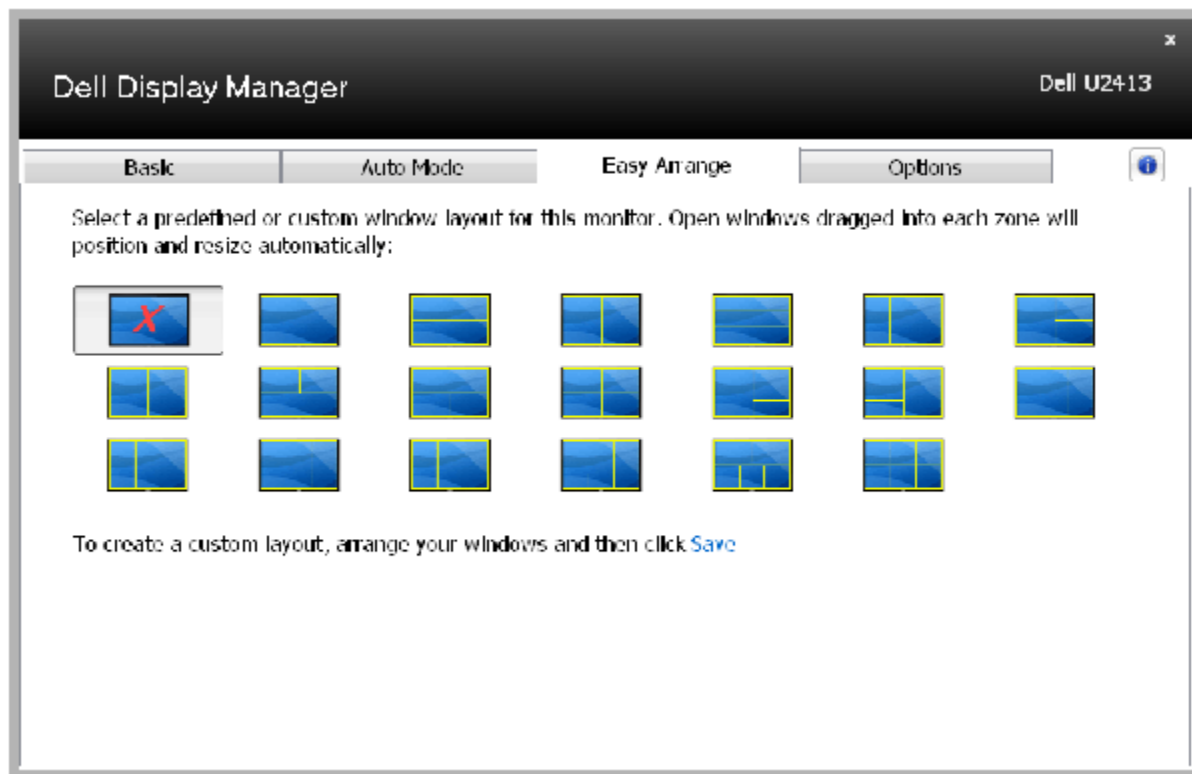 x
Dell Display Manager
Dell U2413
Basic
Auto Mode
Easy Arrange
Options
Select a predefined or custom window layout for this monitor. Open windows dragged into each zone will
position and resize automatically:
X
To create a custom layout, arrange your windows and then click Save